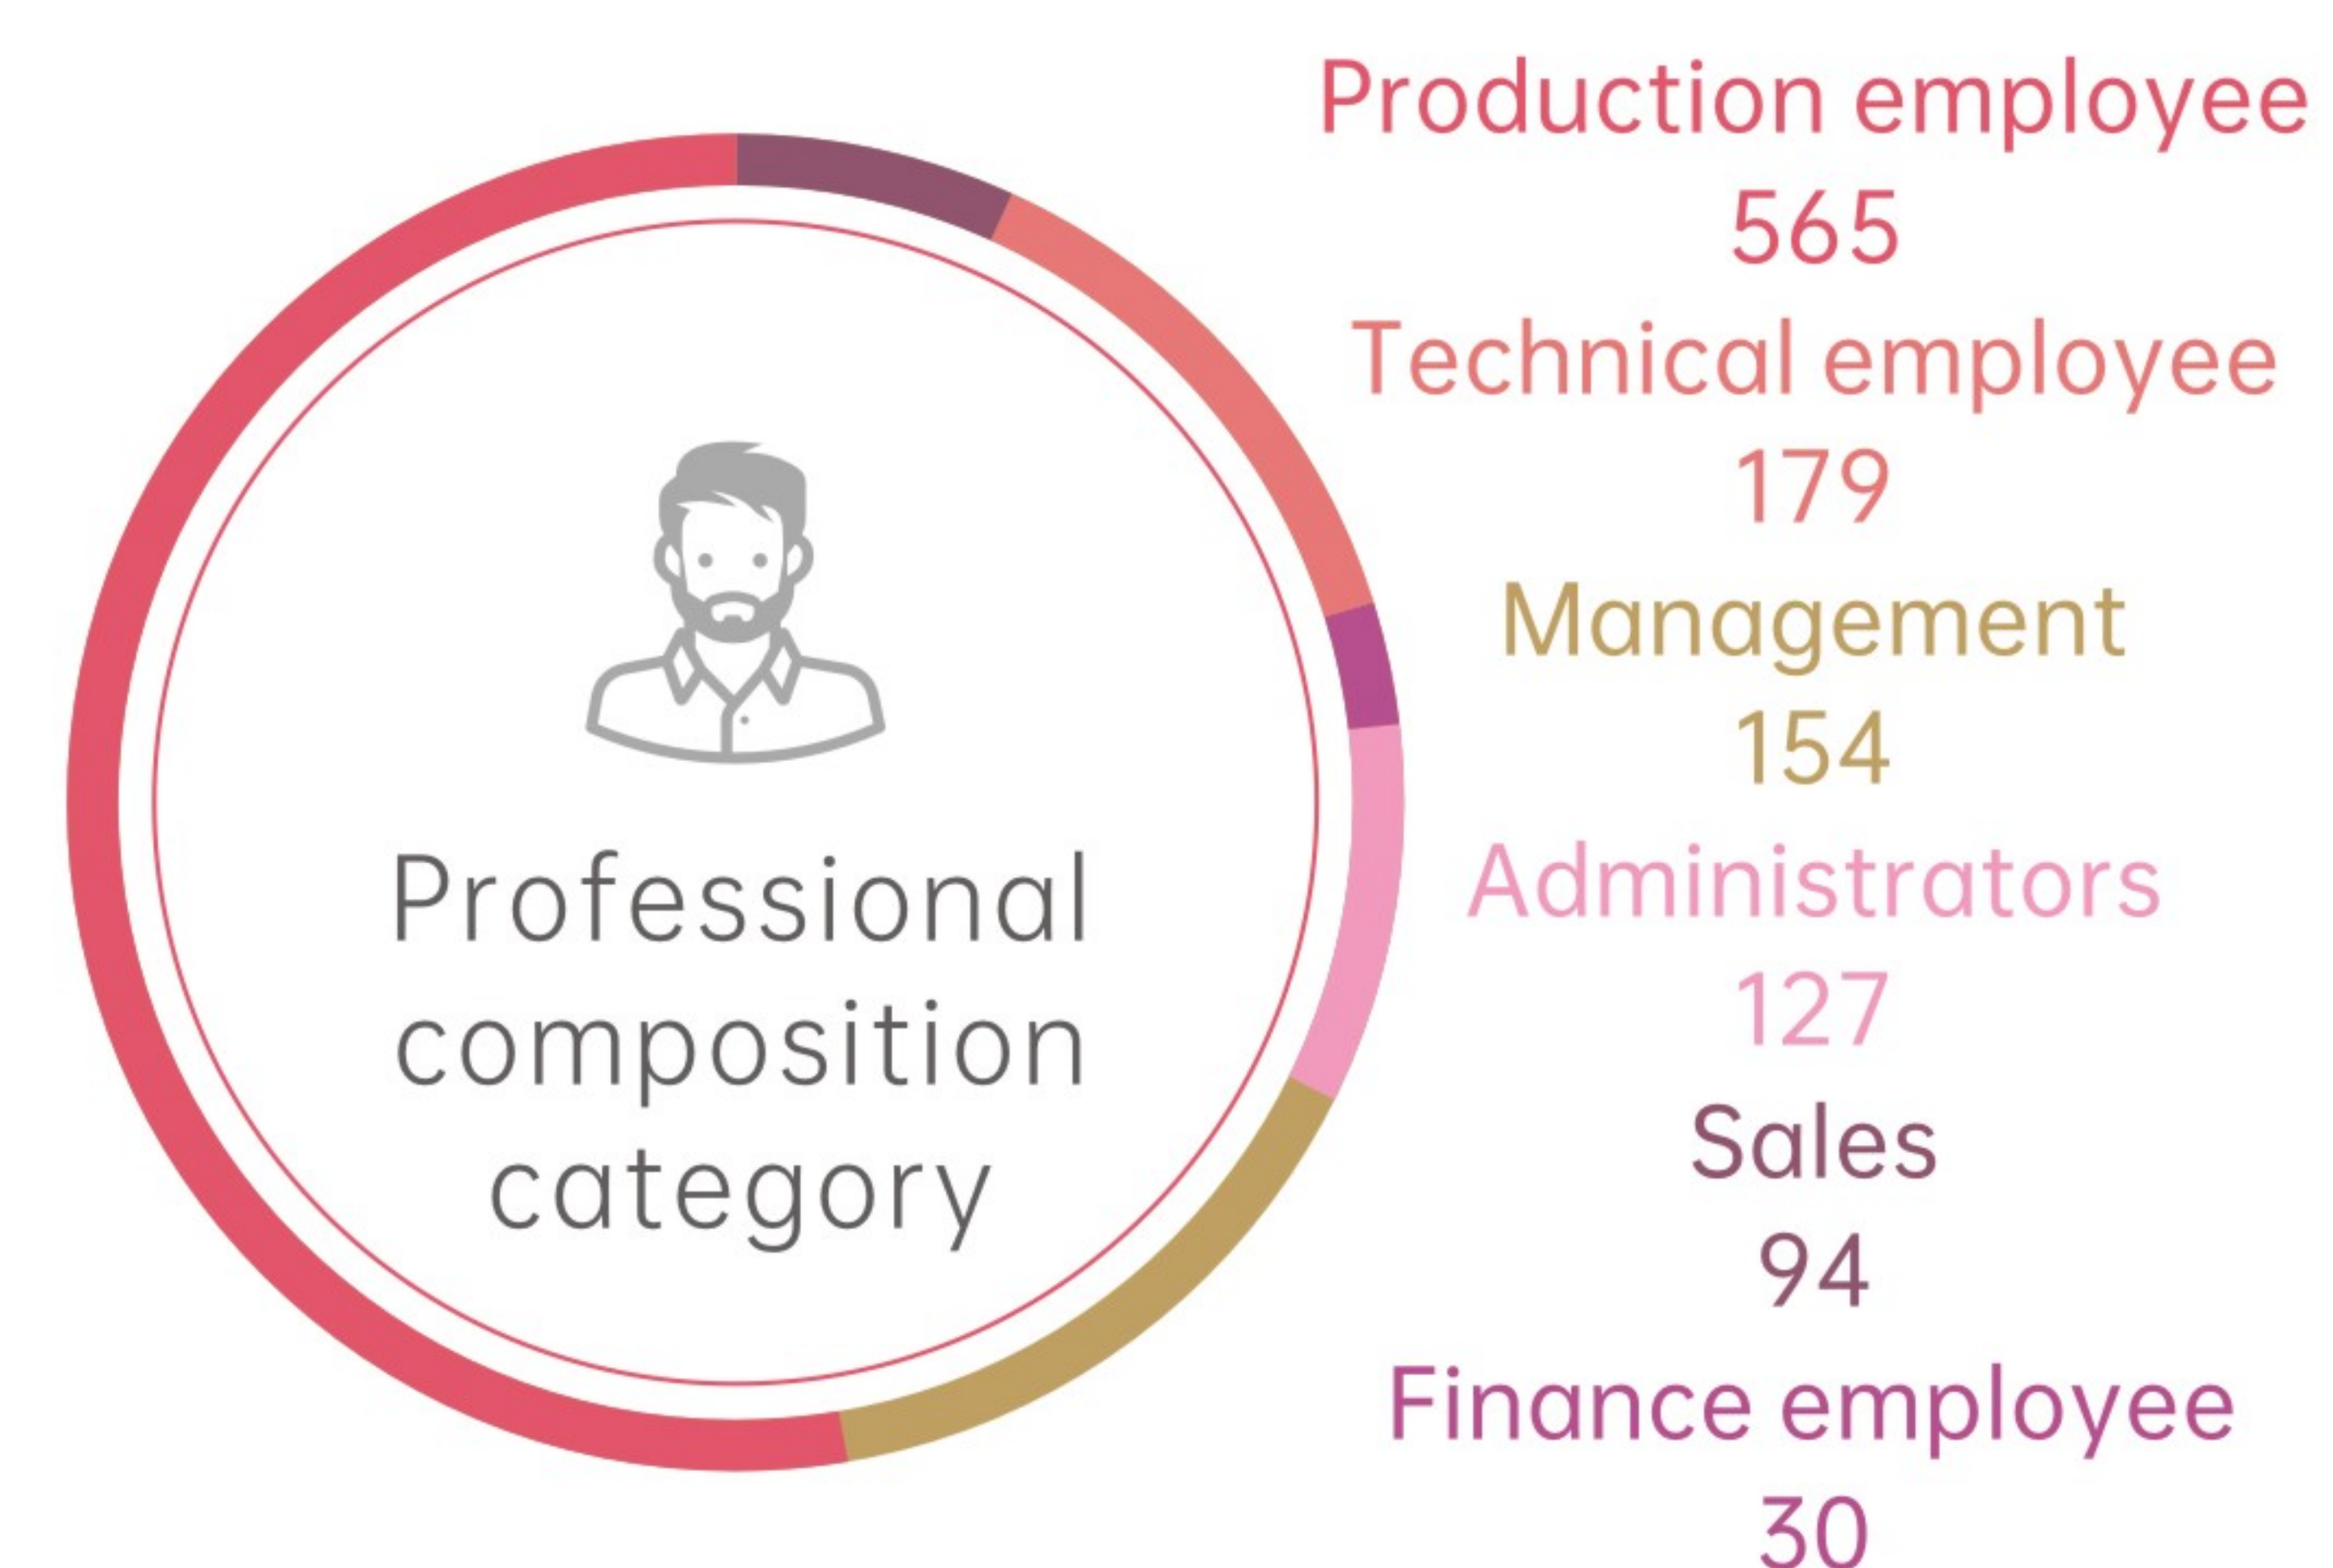 Professional
composition
category
Production employee
565
Technical employee
179
Management
154
Administrators
127
Sales
94
Finance employee
30